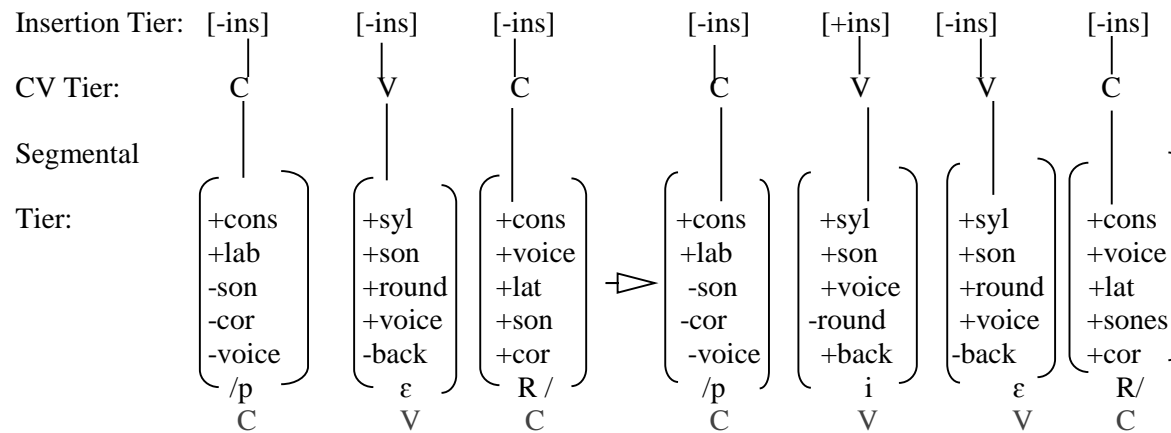 Insertion Tier: [-ins] [-ins] [-ins] [-ins] [+ins] [-ins] [-ins]
CV Tier: C V C C V V C
Segmental
Tier: +cons +syl +cons +cons +syl +syl +cons
+lab +son +voice +lab +son +son +voice
-son +round +lat -son +voice +round +lat
-cor +voice +son -cor -round +voice +sones
-voice -back +cor -voice +back -back +cor
/p ε R / /p i ε R/
C V C C V V C